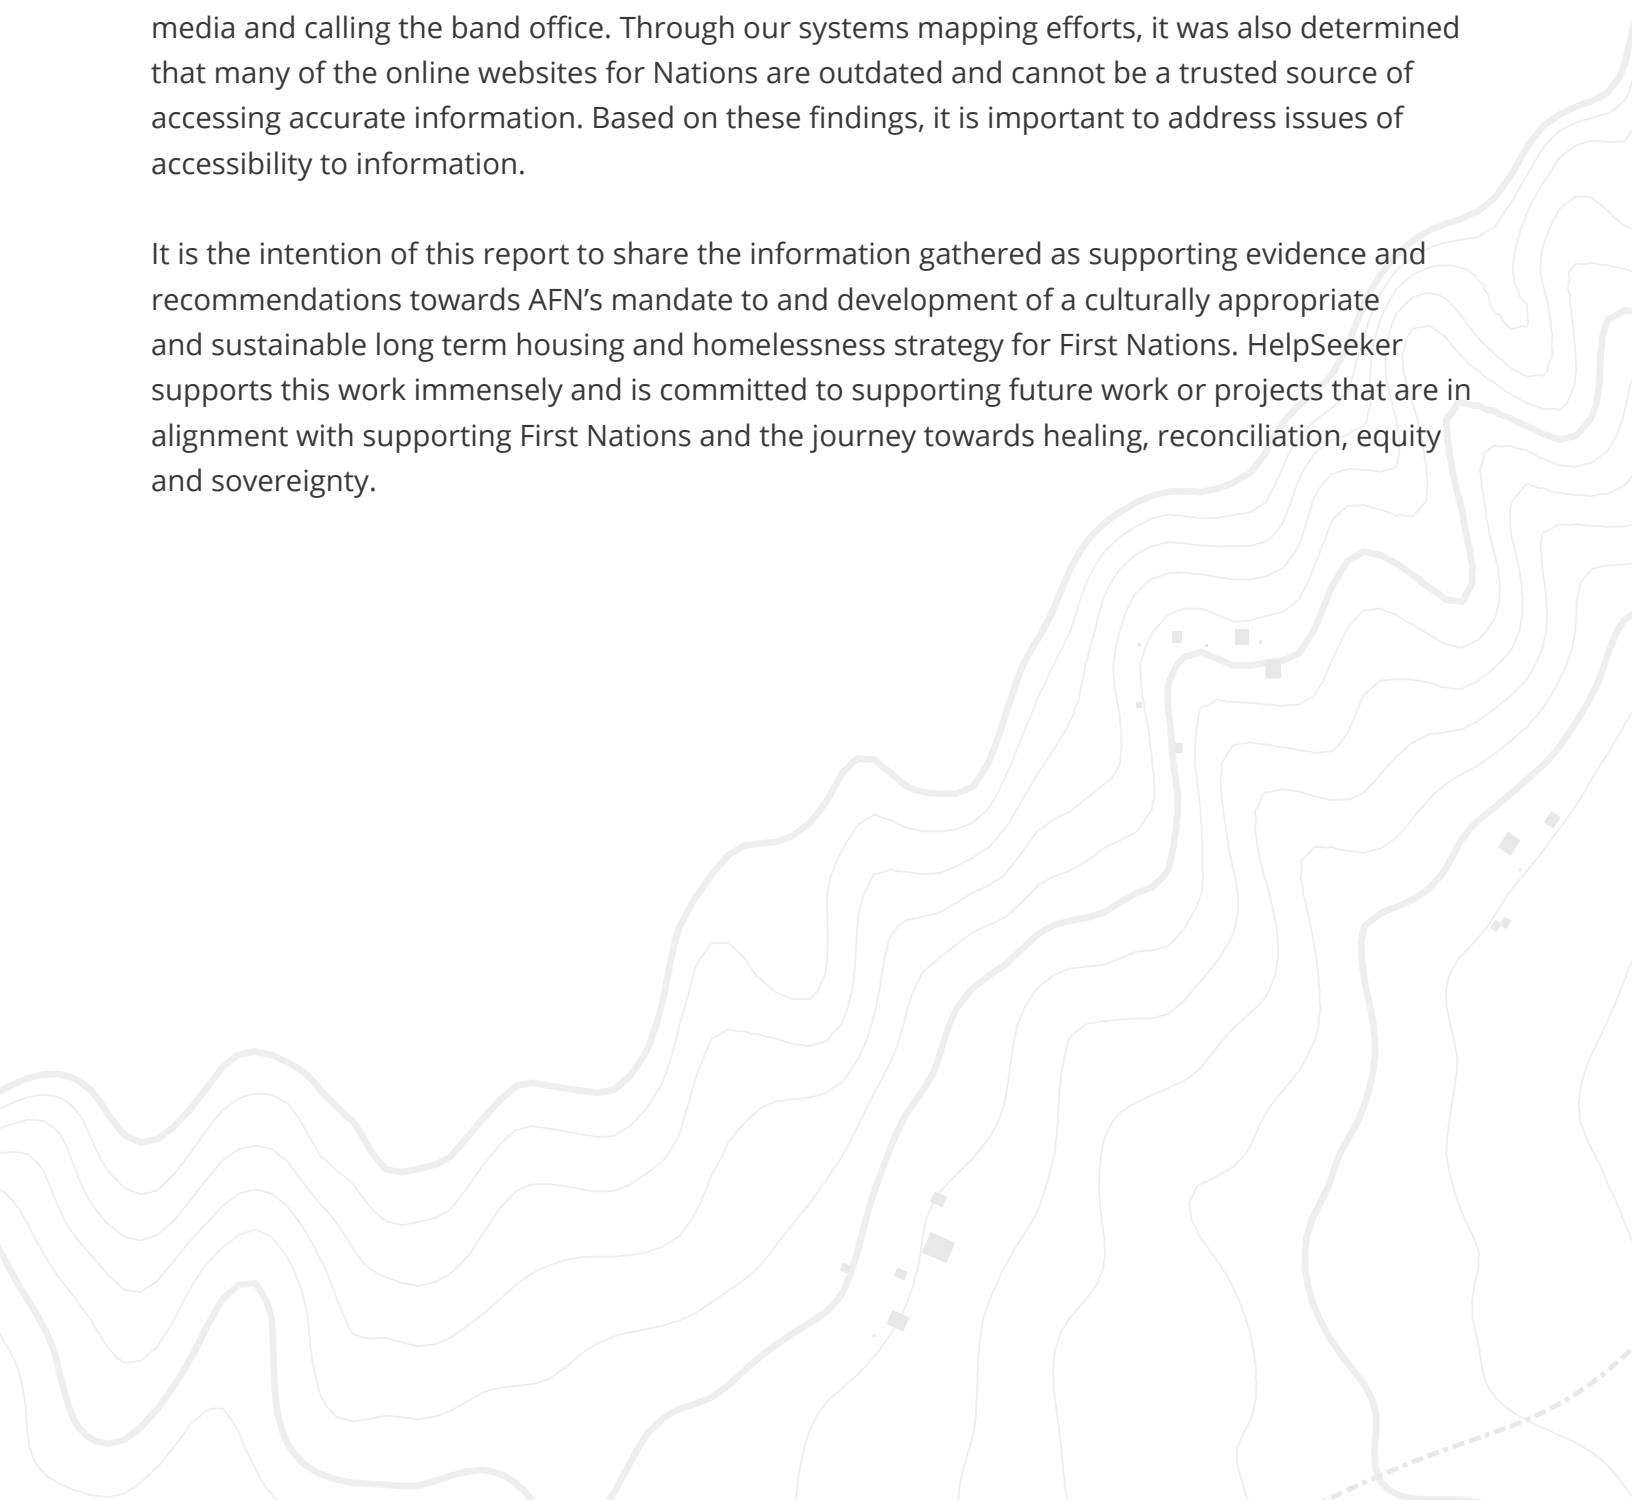 media and calling the band office. Through our systems mapping efforts, it was also determined
that many of the online websites for Nations are outdated and cannot be a trusted source of
accessing accurate information. Based on these findings, it is important to address issues of
accessibility to information.
It is the intention of this report to share the information gathered as supporting evidence and
recommendations towards AFN’s mandate to and development of a culturally appropriate
and sustainable long term housing and homelessness strategy for First Nations. HelpSeeker
supports this work immensely and is committed to supporting future work or projects that are in
alignment with supporting First Nations and the journey towards healing, reconciliation, equity
and sovereignty.